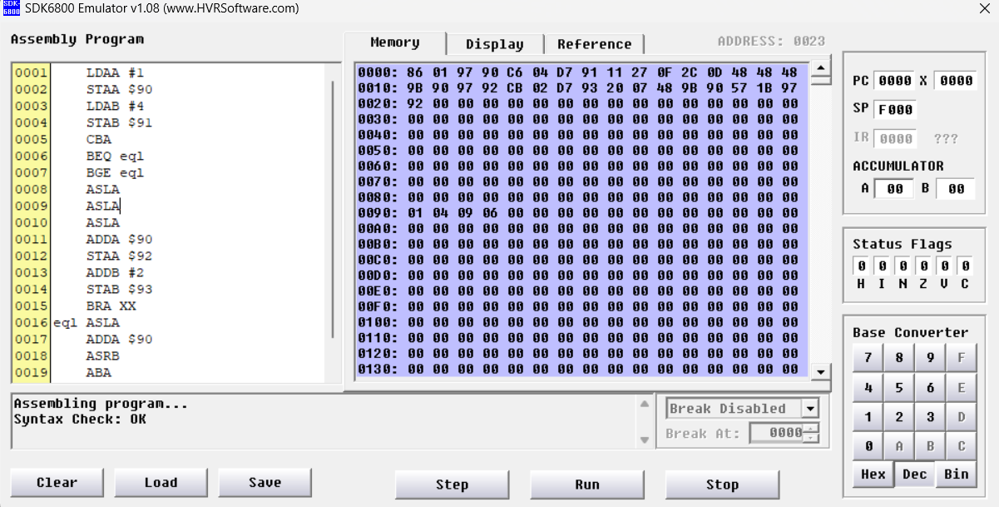 SDK-6800 SDK6800 Emulator v1.08 (www.HVRSoftware.com)
Assembly Program
0001 LDAA #1
0002 STAA $90
0003 LDAB #4
0004 STAB $91
0005 CBA
0006 BEQ eql
0007 BGE eql
0008 ASLA
0009 ASLA
0010 ASLA
0011 ADDA $90
0012 STAA $92
0013 ADDB #2
0014 STAB $93
0015 BRA XX
0016 eql ASLA
0017 ADDA $90
0018 ASRB
0019 ABA
Memory Display Reference ADDRESS: 0023
0000: 86 01 97 90 C6 04 D7 91 11 27 0F 2C 0D 48 48 48
0010: 9B 90 97 92 CB 02 D7 93 20 07 48 9B 90 57 1B 97
0020: 92 00 00 00 00 00 00 00 00 00 00 00 00 00 00 00
0030: 00 00 00 00 00 00 00 00 00 00 00 00 00 00 00 00
0040: 00 00 00 00 00 00 00 00 00 00 00 00 00 00 00 00
0050: 00 00 00 00 00 00 00 00 00 00 00 00 00 00 00 00
0060: 00 00 00 00 00 00 00 00 00 00 00 00 00 00 00 00
0070: 00 00 00 00 00 00 00 00 00 00 00 00 00 00 00 00
0080: 00 00 00 00 00 00 00 00 00 00 00 00 00 00 00 00
0090: 01 04 09 06 00 00 00 00 00 00 00 00 00 00 00 00
00A0: 00 00 00 00 00 00 00 00 00 00 00 00 00 00 00 00
00B0: 00 00 00 00 00 00 00 00 00 00 00 00 00 00 00 00
00C0: 00 00 00 00 00 00 00 00 00 00 00 00 00 00 00 00
00D0: 00 00 00 00 00 00 00 00 00 00 00 00 00 00 00 00
00E0: 00 00 00 00 00 00 00 00 00 00 00 00 00 00 00 00
00F0: 00 00 00 00 00 00 00 00 00 00 00 00 00 00 00 00
0100: 00 00 00 00 00 00 00 00 00 00 00 00 00 00 00 00
0110: 00 00 00 00 00 00 00 00 00 00 00 00 00 00 00 00
0120: 00 00 00 00 00 00 00 00 00 00 00 00 00 00 00 00
0130: 00 00 00 00 00 00 00 00 00 00 00 00 00 00 00 00
PC 0000 X 0000
SP F000
IR 0000 ???
ACCUMULATOR
A 00 B 00
Status Flags
0 0 0 0 0 0
H I N Z V C
Base Converter
7 8 9 F
4 5 6 E
1 2 3 D
0 A B C
Hex Dec Bin
Assembling program...
Syntax Check: OK
Break Disabled
Break At: 0000
Clear Load Save Step Run Stop